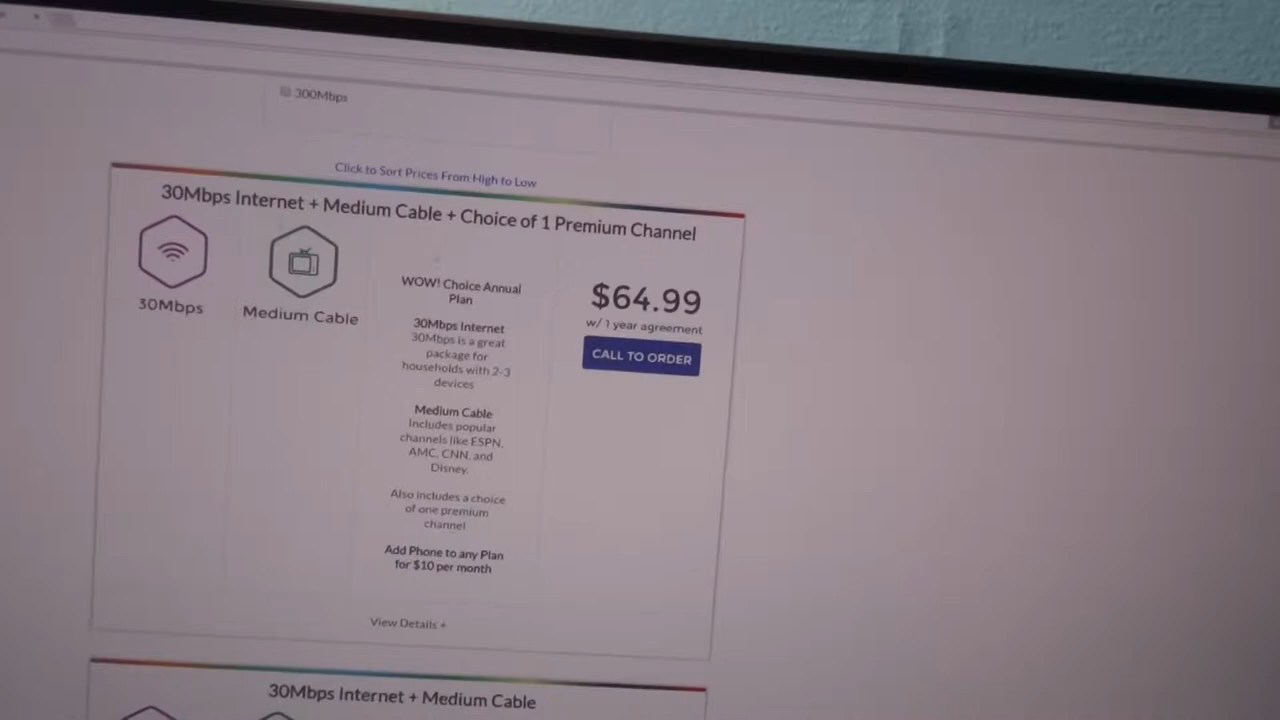 300Mbps
Click to Sort Prices From High to Low
30Mbps Internet + Medium Cable + Choice of 1 Premium Channel
30Mbps
Medium Cable
WOW! Choice Annual
Plan
30Mbps Internet
30Mbps is a great
package for
households with 2-3
devices
Medium Cable
Includes popular
channels like ESPN,
AMC, CNN, and
Disney.
Also includes a choice
of one premium
channel
Add Phone to any Plan
for $10 per month
$64.99
w/ 1 year agreement
CALL TO ORDER
View Details +
30Mbps Internet + Medium Cable